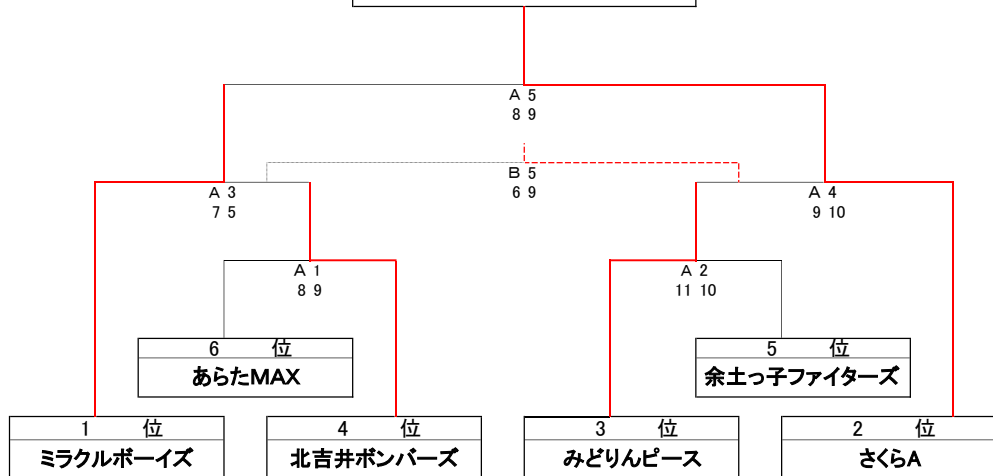 A 5
8 9
B 5
6 9
A 3
7 5
A 4
9 10
A 1
8 9
A 2
11 10
6 位
あらたMAX
5 位
余土っ子ファイターズ
1 位
ミラクルボーイズ
4 位
北吉井ボンバーズ
3 位
みどりんピース
2 位
さくらA